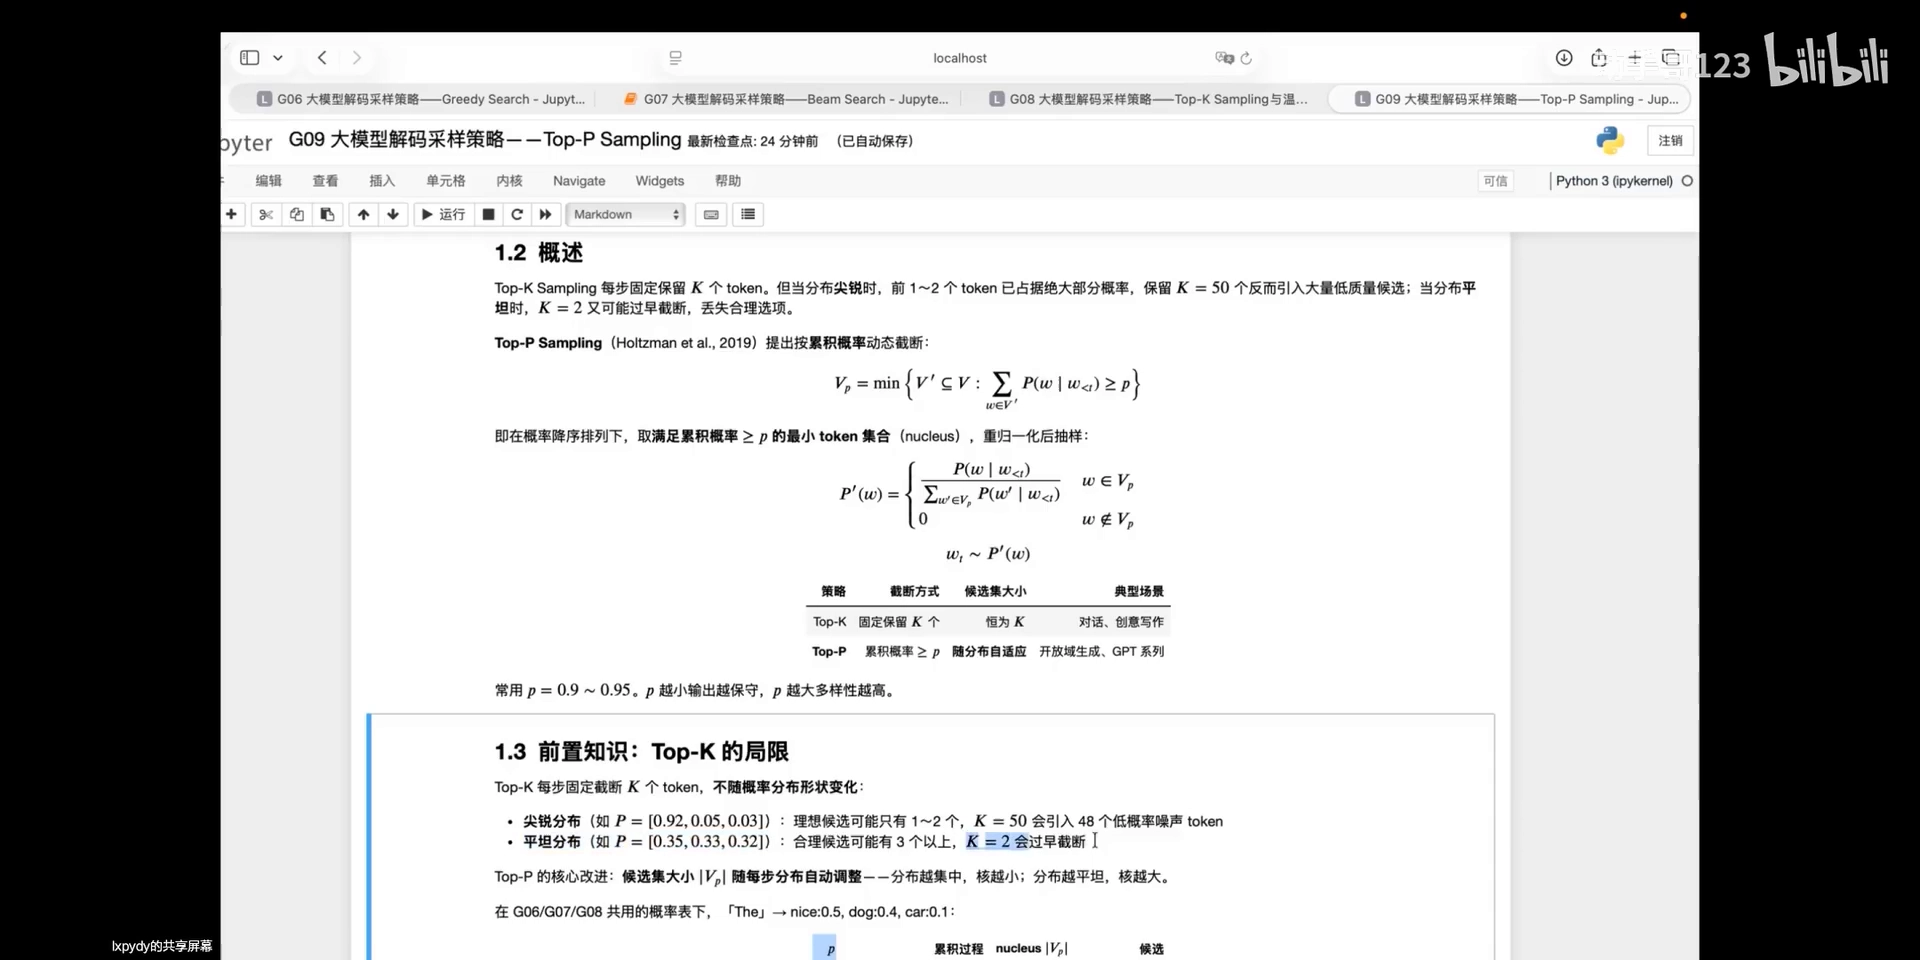 localhost
123 bilibili
G06 大模型解码采样策略——Greedy Search - Jupyt...
G07 大模型解码采样策略——Beam Search - Jupyte...
G08 大模型解码采样策略——Top-K Sampling与温...
G09 大模型解码采样策略——Top-P Sampling - Jup...
pyter G09 大模型解码采样策略——Top-P Sampling 最新检查点: 24 分钟前 (已自动保存)
注销
编辑 查看 插入 单元格 内核 Navigate Widgets 帮助
可信 Python 3 (ipykernel)
运行 Markdown
1.2 概述
Top-K Sampling 每步固定保留 K 个 token。但当分布尖锐时，前 1～2 个 token 已占据绝大部分概率，保留 K = 50 个反而引入大量低质量候选；当分布平
坦时，K = 2 又可能过早截断，丢失合理选项。
Top-P Sampling（Holtzman et al., 2019）提出按累积概率动态截断：
V_p = min { V′ ⊆ V : ∑_{w∈V′} P(w | w_{<t}) ≥ p }
即在概率降序排列下，取满足累积概率 ≥ p 的最小 token 集合（nucleus），重归一化后抽样：
P′(w) = { P(w | w_{<t}) / ∑_{w′∈V_p} P(w′ | w_{<t}) w ∈ V_p
0 w ∉ V_p
w_t ∼ P′(w)
策略 截断方式 候选集大小 典型场景
Top-K 固定保留 K 个 恒为 K 对话、创意写作
Top-P 累积概率 ≥ p 随分布自适应 开放域生成、GPT 系列
常用 p = 0.9 ∼ 0.95。p 越小输出越保守，p 越大多样性越高。
1.3 前置知识：Top-K 的局限
Top-K 每步固定截断 K 个 token，不随概率分布形状变化：
• 尖锐分布（如 P = [0.92, 0.05, 0.03]）：理想候选可能只有 1～2 个，K = 50 会引入 48 个低概率噪声 token
• 平坦分布（如 P = [0.35, 0.33, 0.32]）：合理候选可能有 3 个以上，K = 2 会过早截断
Top-P 的核心改进：候选集大小 |V_p| 随每步分布自动调整——分布越集中，核越小；分布越平坦，核越大。
在 G06/G07/G08 共用的概率表下，「The」→ nice:0.5, dog:0.4, car:0.1：
p 累积过程 nucleus |V_p| 候选
lxpydy的共享屏幕